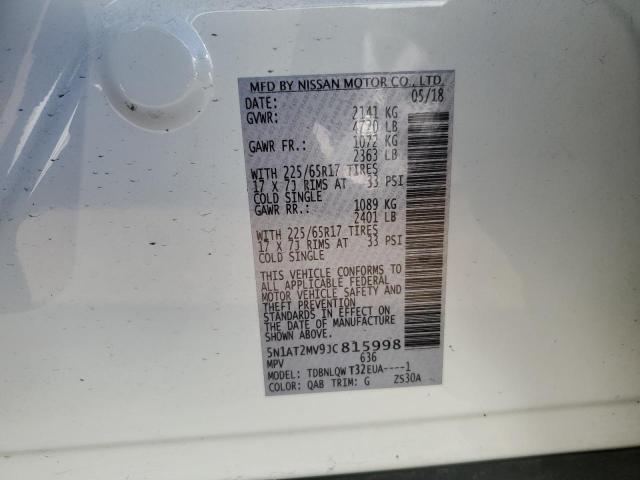 MFD BY NISSAN MOTOR CO., LTD.
DATE: 05/18
GVWR: 2141 KG
4720 LB
GAWR FR.: 1072 KG
2363 LB
WITH 225/65R17 TIRES
17 X 7J RIMS AT 33 PSI
COLD SINGLE
GAWR RR.: 1089 KG
2401 LB
WITH 225/65R17 TIRES
17 X 7J RIMS AT 33 PSI
COLD SINGLE
THIS VEHICLE CONFORMS TO
ALL APPLICABLE FEDERAL
MOTOR VEHICLE SAFETY AND
THEFT PREVENTION
STANDARDS IN EFFECT ON
THE DATE OF MANUFACTURE
SHOWN ABOVE.
5N1AT2MV9JC815998
MPV 636
MODEL: TDBNLQWT32EUA----1
COLOR: QAB TRIM: G ZS30A